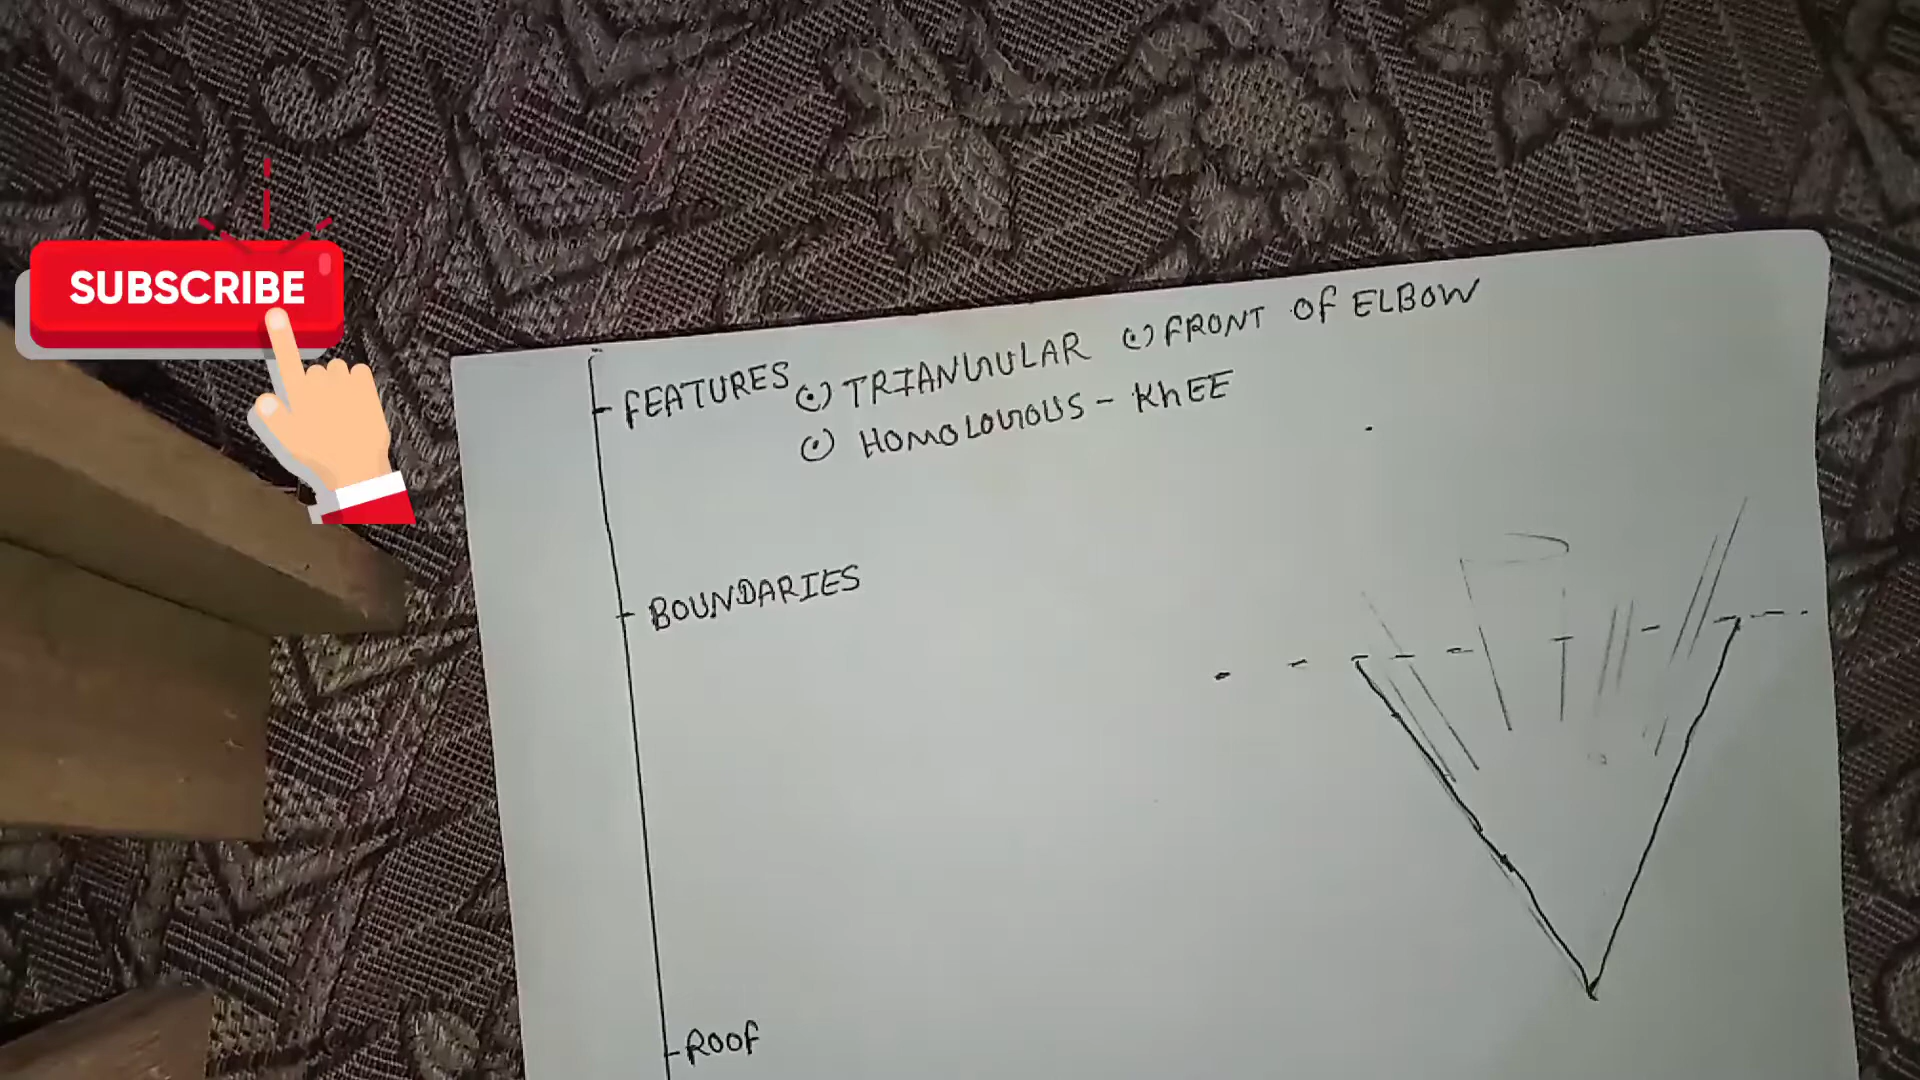 SUBSCRIBE
FEATURES (•) TRIANGULAR (•) FRONT OF ELBOW
(•) HOMOLOGOUS - KNEE
BOUNDARIES
ROOF